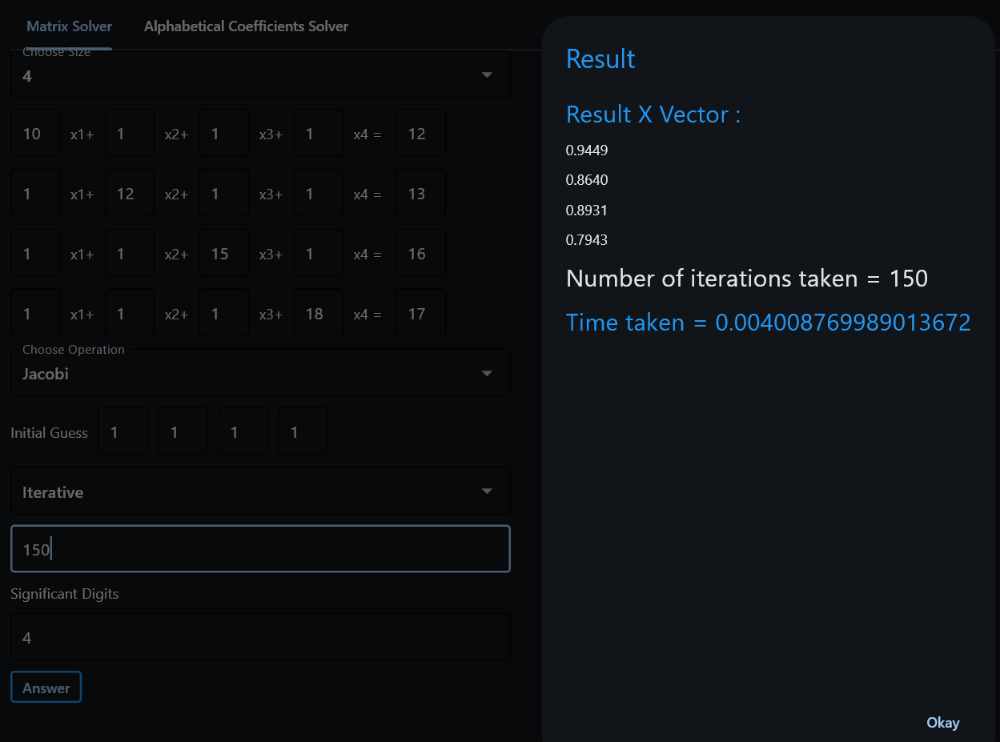 Matrix Solver Alphabetical Coefficients Solver
Choose Size
4
10 x1+ 1 x2+ 1 x3+ 1 x4 = 12
1 x1+ 12 x2+ 1 x3+ 1 x4 = 13
1 x1+ 1 x2+ 15 x3+ 1 x4 = 16
1 x1+ 1 x2+ 1 x3+ 18 x4 = 17
Choose Operation
Jacobi
Initial Guess 1 1 1 1
Iterative
150
Significant Digits
4
Answer
Result
Result X Vector :
0.9449
0.8640
0.8931
0.7943
Number of iterations taken = 150
Time taken = 0.004008769989013672
Okay